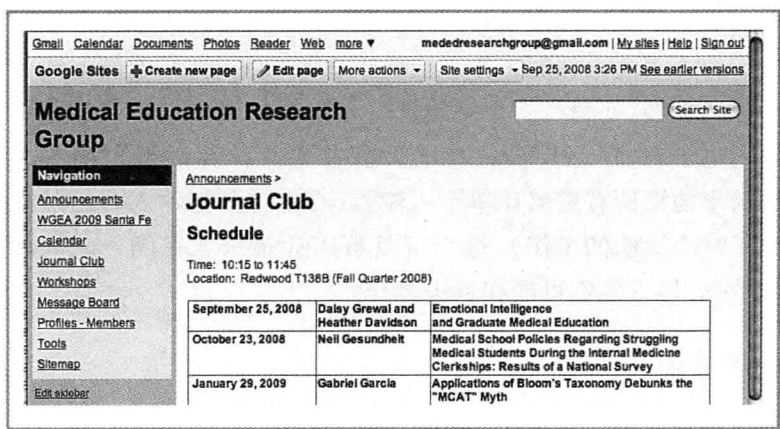 Gmail Calendar Documents Photos Reader Web more ▼ mededresearchgroup@gmail.com | My sites | Help | Sign out
Google Sites Create new page Edit page More actions Site settings Sep 25, 2008 3:26 PM See earlier versions
Medical Education Research
Group
Search Site
Navigation
Announcements
WGEA 2009 Santa Fe
Calendar
Journal Club
Workshops
Message Board
Profiles - Members
Tools
Sitemap
Edit sidebar
Announcements >
Journal Club
Schedule
Time: 10:15 to 11:45
Location: Redwood T138B (Fall Quarter 2008)
September 25, 2008 Daisy Grewal and Emotional Intelligence
Heather Davidson and Graduate Medical Education
October 23, 2008 Neil Gesundheit Medical School Policies Regarding Struggling
Medical Students During the Internal Medicine
Clerkships: Results of a National Survey
January 29, 2009 Gabriel Garcia Applications of Bloom's Taxonomy Debunks the
"MCAT" Myth